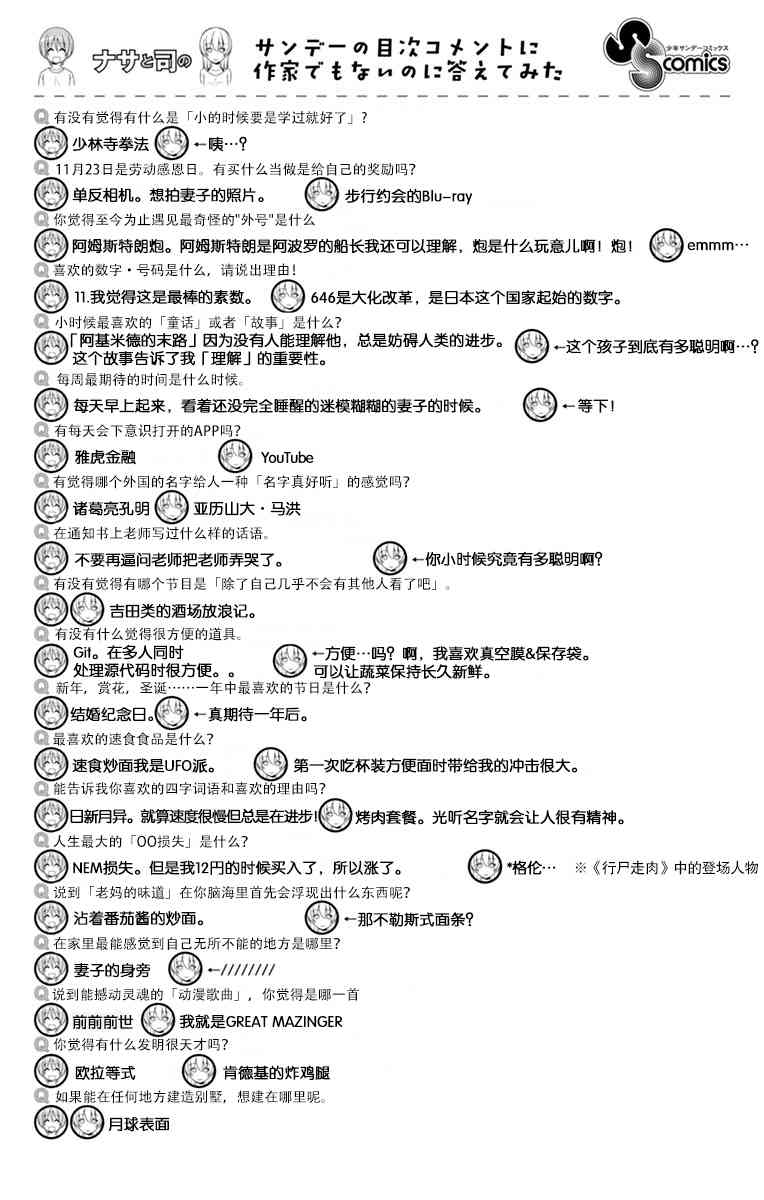 ナサと司の
サンデーの目次コメントに
作家でもないのに答えてみた
少年サンデーコミックス
SS comics
Q 有没有觉得有什么是「小的时候要是学过就好了」?
少林寺拳法 ←咦…?
Q 11月23日是劳动感恩日。有买什么当做是给自己的奖励吗?
单反相机。想拍妻子的照片。 步行约会的Blu-ray
Q 你觉得至今为止遇见最奇怪的"外号"是什么
阿姆斯特朗炮。阿姆斯特朗是阿波罗的船长我还可以理解，炮是什么玩意儿啊！炮！ emmm…
Q 喜欢的数字·号码是什么，请说出理由！
11.我觉得这是最棒的素数。 646是大化改革，是日本这个国家起始的数字。
Q 小时候最喜欢的「童话」或者「故事」是什么?
「阿基米德的末路」因为没有人能理解他，总是妨碍人类的进步。
这个故事告诉了我「理解」的重要性。 ←这个孩子到底有多聪明啊…?
Q 每周最期待的时间是什么时候。
每天早上起来，看着还没完全睡醒的迷模糊糊的妻子的时候。 ←等下！
Q 有每天会下意识打开的APP吗?
雅虎金融 YouTube
Q 有觉得哪个外国的名字给人一种「名字真好听」的感觉吗?
诸葛亮孔明 亚历山大·马洪
Q 在通知书上老师写过什么样的话语。
不要再逼问老师把老师弄哭了。 ←你小时候究竟有多聪明啊?
Q 有没有觉得有哪个节目是「除了自己几乎不会有其他人看了吧」。
吉田类的酒场放浪记。
Q 有没有什么觉得很方便的道具。
Git。在多人同时
处理源代码时很方便。。 ←方便…吗？啊，我喜欢真空膜&保存袋。
可以让蔬菜保持长久新鲜。
Q 新年，赏花，圣诞……一年中最喜欢的节日是什么?
结婚纪念日。 ←真期待一年后。
Q 最喜欢的速食食品是什么?
速食炒面我是UFO派。 第一次吃杯装方便面时带给我的冲击很大。
Q 能告诉我你喜欢的四字词语和喜欢的理由吗?
日新月异。就算速度很慢但总是在进步! 烤肉套餐。光听名字就会让人很有精神。
Q 人生最大的「OO损失」是什么?
NEM损失。但是我12円的时候买入了，所以涨了。 *格伦… ※《行尸走肉》中的登场人物
Q 说到「老妈的味道」在你脑海里首先会浮现出什么东西呢?
沾着番茄酱的炒面。 ←那不勒斯式面条?
Q 在家里最能感觉到自己无所不能的地方是哪里?
妻子的身旁 ←////////
Q 说到能撼动灵魂的「动漫歌曲」，你觉得是哪一首
前前前世 我就是GREAT MAZINGER
Q 你觉得有什么发明很天才吗?
欧拉等式 肯德基的炸鸡腿
Q 如果能在任何地方建造别墅，想建在哪里呢。
月球表面